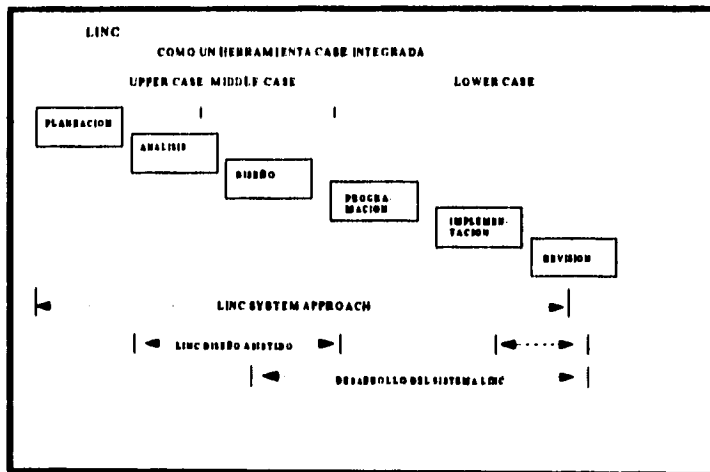 LINC
COMO UN HERRAMIENTA CASE INTEGRADA
UPPER CASE MIDDLE CASE LOWER CASE
PLANEACION
ANALISIS
DISEÑO
PROGRA-
MACION
IMPLEMEN-
TACION
REVISION
LINC SYSTEM APPROACH
LINC DISEÑO ASISTIDO
DESARROLLO DEL SISTEMA LINC